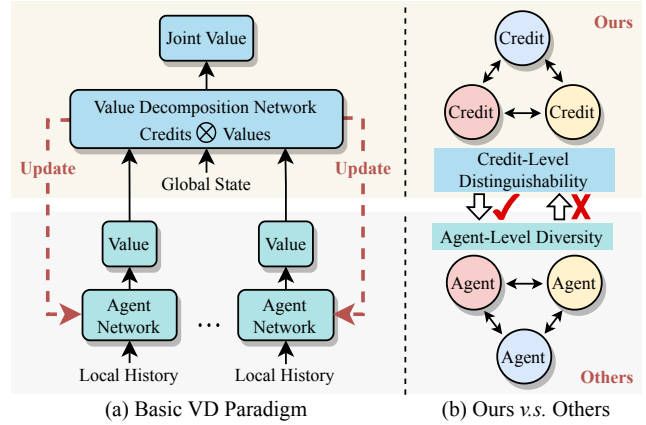 Joint Value
Value Decomposition Network
Credits ⊗ Values
Update
Update
Global State
Value
Value
Agent
Network
...
Agent
Network
Local History
Local History
(a) Basic VD Paradigm
Ours
Credit
Credit
Credit
Credit-Level
Distinguishability
Agent-Level Diversity
Agent
Agent
Agent
Others
(b) Ours v.s. Others